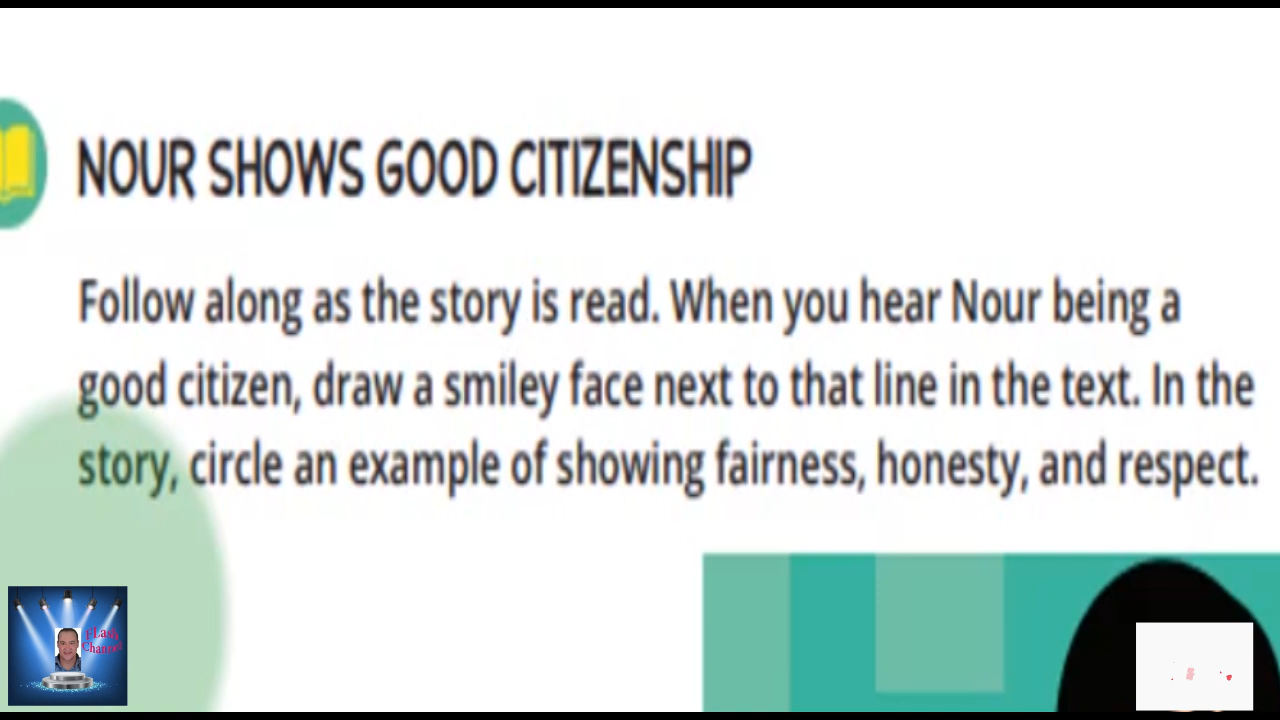 NOUR SHOWS GOOD CITIZENSHIP
Follow along as the story is read. When you hear Nour being a
good citizen, draw a smiley face next to that line in the text. In the
story, circle an example of showing fairness, honesty, and respect.
FLash
Channel